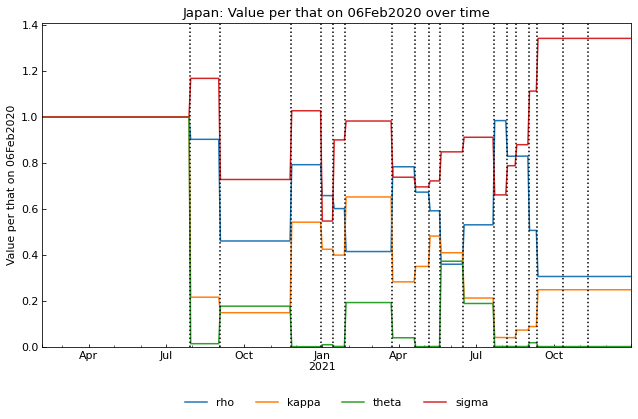 Japan: Value per that on 06Feb2020 over time
Value per that on 06Feb2020
1.4
1.2
1.0
0.8
0.6
0.4
0.2
0.0
Apr Jul Oct Jan Apr Jul Oct
2021
rho kappa theta sigma